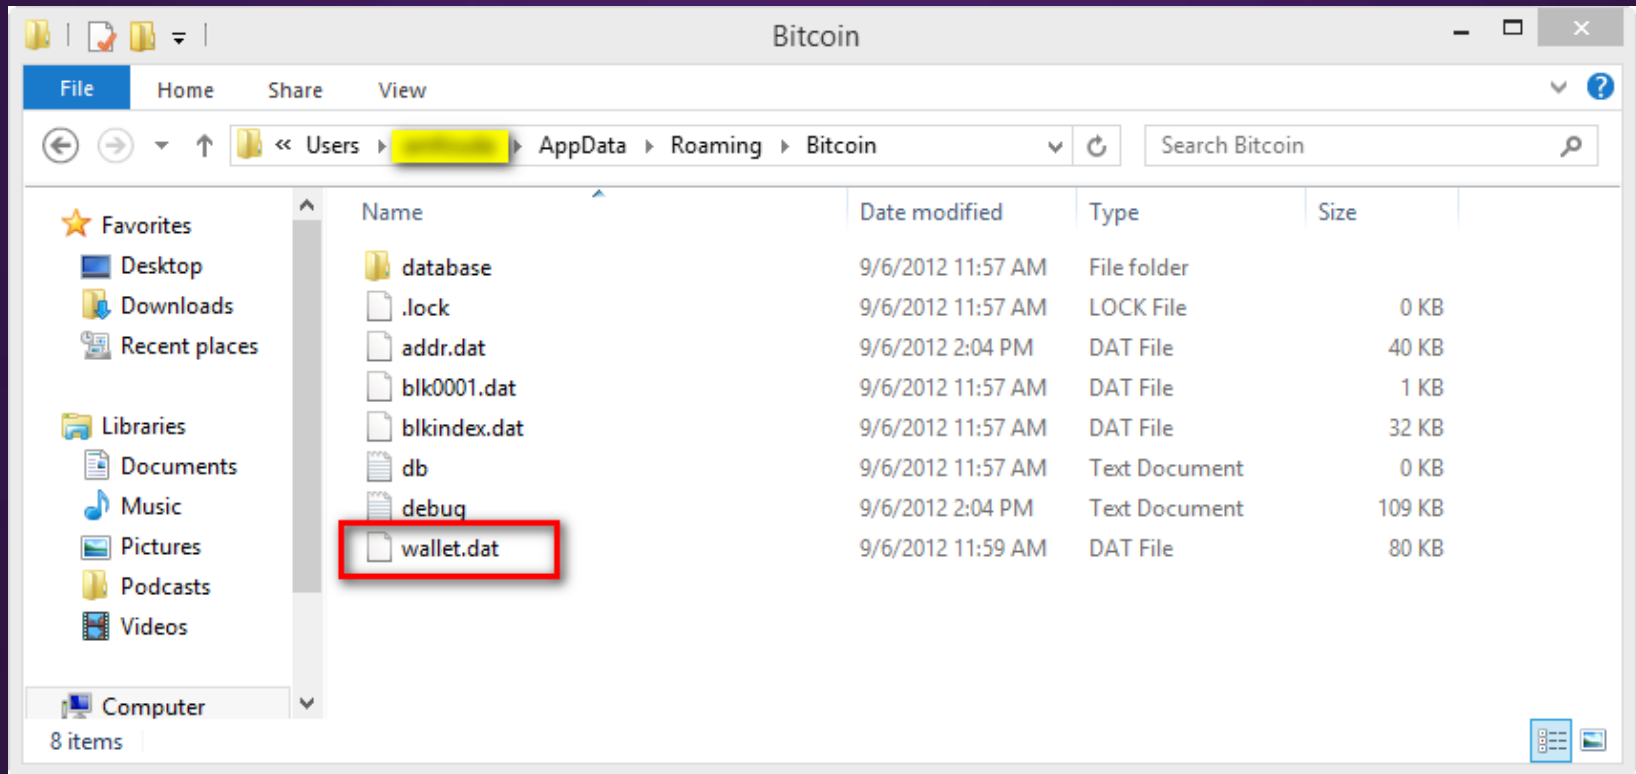 Bitcoin
File Home Share View
« Users AppData Roaming Bitcoin Search Bitcoin
Name Date modified Type Size
Favorites
Desktop
Downloads
Recent places
Libraries
Documents
Music
Pictures
Podcasts
Videos
Computer
database 9/6/2012 11:57 AM File folder
.lock 9/6/2012 11:57 AM LOCK File 0 KB
addr.dat 9/6/2012 2:04 PM DAT File 40 KB
blk0001.dat 9/6/2012 11:57 AM DAT File 1 KB
blkindex.dat 9/6/2012 11:57 AM DAT File 32 KB
db 9/6/2012 11:57 AM Text Document 0 KB
debug 9/6/2012 2:04 PM Text Document 109 KB
wallet.dat 9/6/2012 11:59 AM DAT File 80 KB
8 items